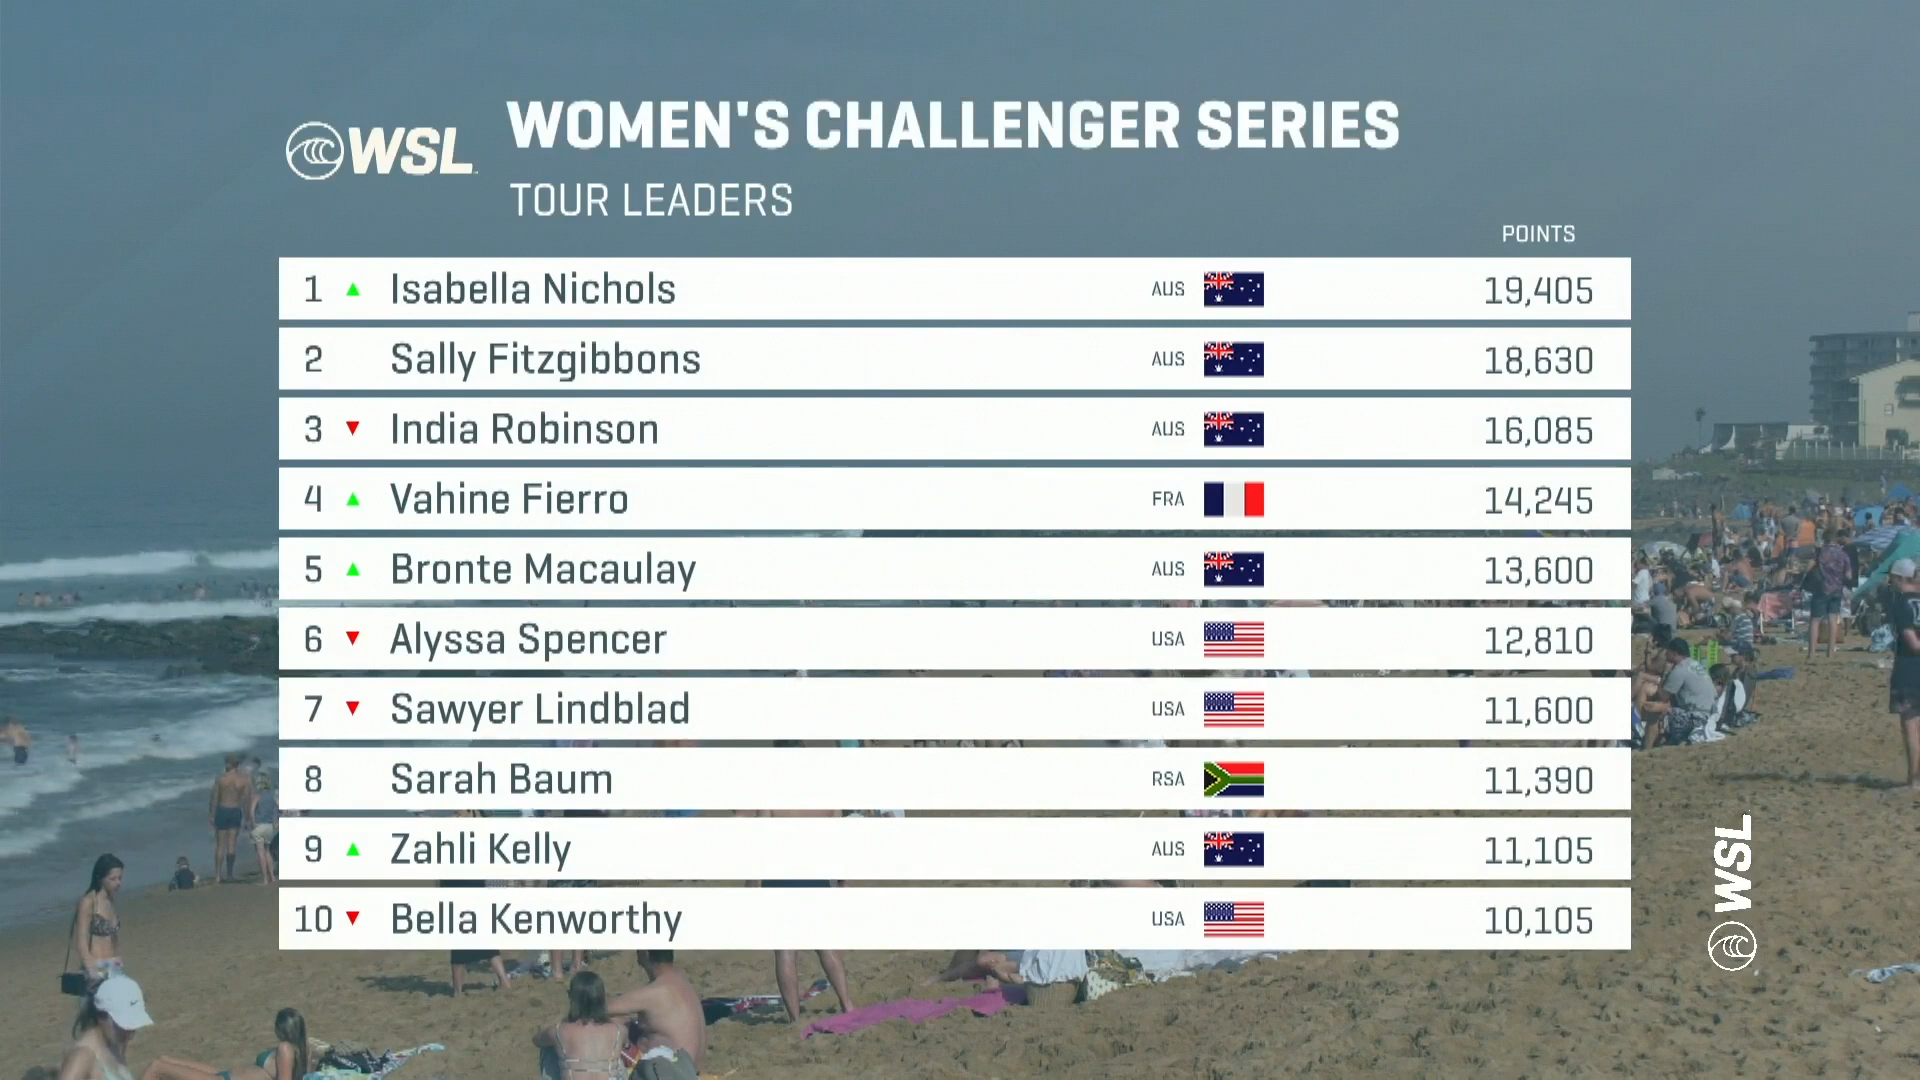 WSL
WOMEN'S CHALLENGER SERIES
TOUR LEADERS
POINTS
1 Isabella Nichols AUS 19,405
2 Sally Fitzgibbons AUS 18,630
3 India Robinson AUS 16,085
4 Vahine Fierro FRA 14,245
5 Bronte Macaulay AUS 13,600
6 Alyssa Spencer USA 12,810
7 Sawyer Lindblad USA 11,600
8 Sarah Baum RSA 11,390
9 Zahli Kelly AUS 11,105
10 Bella Kenworthy USA 10,105
WSL